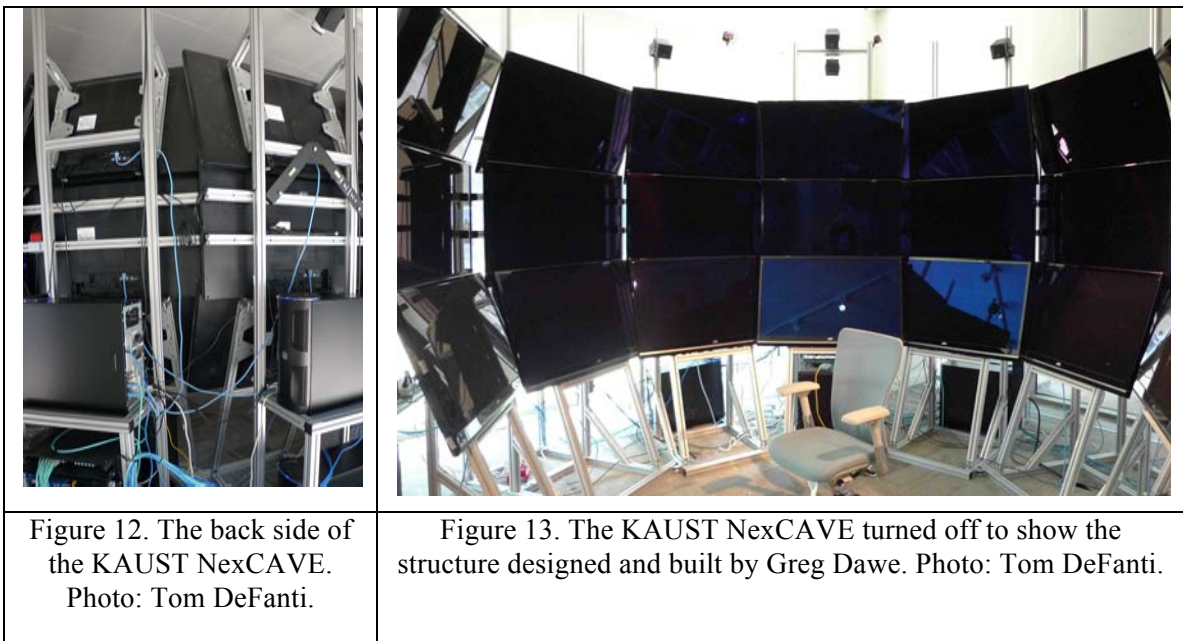 Figure 12. The back side of
the KAUST NexCAVE.
Photo: Tom DeFanti.
Figure 13. The KAUST NexCAVE turned off to show the
structure designed and built by Greg Dawe. Photo: Tom DeFanti.